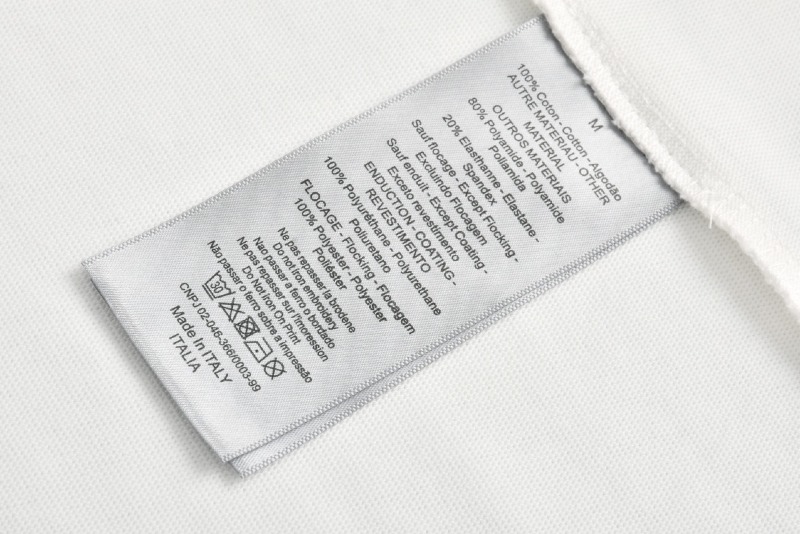 M
100% Coton - Cotton - Algodão
AUTRE MATERIAU - OTHER
MATERIAL
OUTROS MATERIAIS
80% Polyamide - Polyamide
Poliamida
20% Elasthanne - Elastane -
Spandex
Sauf flocage - Except Flocking -
Excluindo Flocagem
Sauf enduit - Except Coating -
Exceto revestimento
ENDUCTION - COATING -
REVESTIMENTO
100% Polyuréthane - Polyurethane
Poliuretano
FLOCAGE - Flocking - Flocagem
100% Polyester - Polyester
Poliéster
Ne pas repasser la broderie
Do not iron embroidery
Nao passar a ferro o bordado
Ne pas repasser sur l'impression
Do Not Iron On Print
Não passar o ferro sobre a impressão
30
CNPJ 02-046-366/0003-99
Made In ITALY
ITALIA